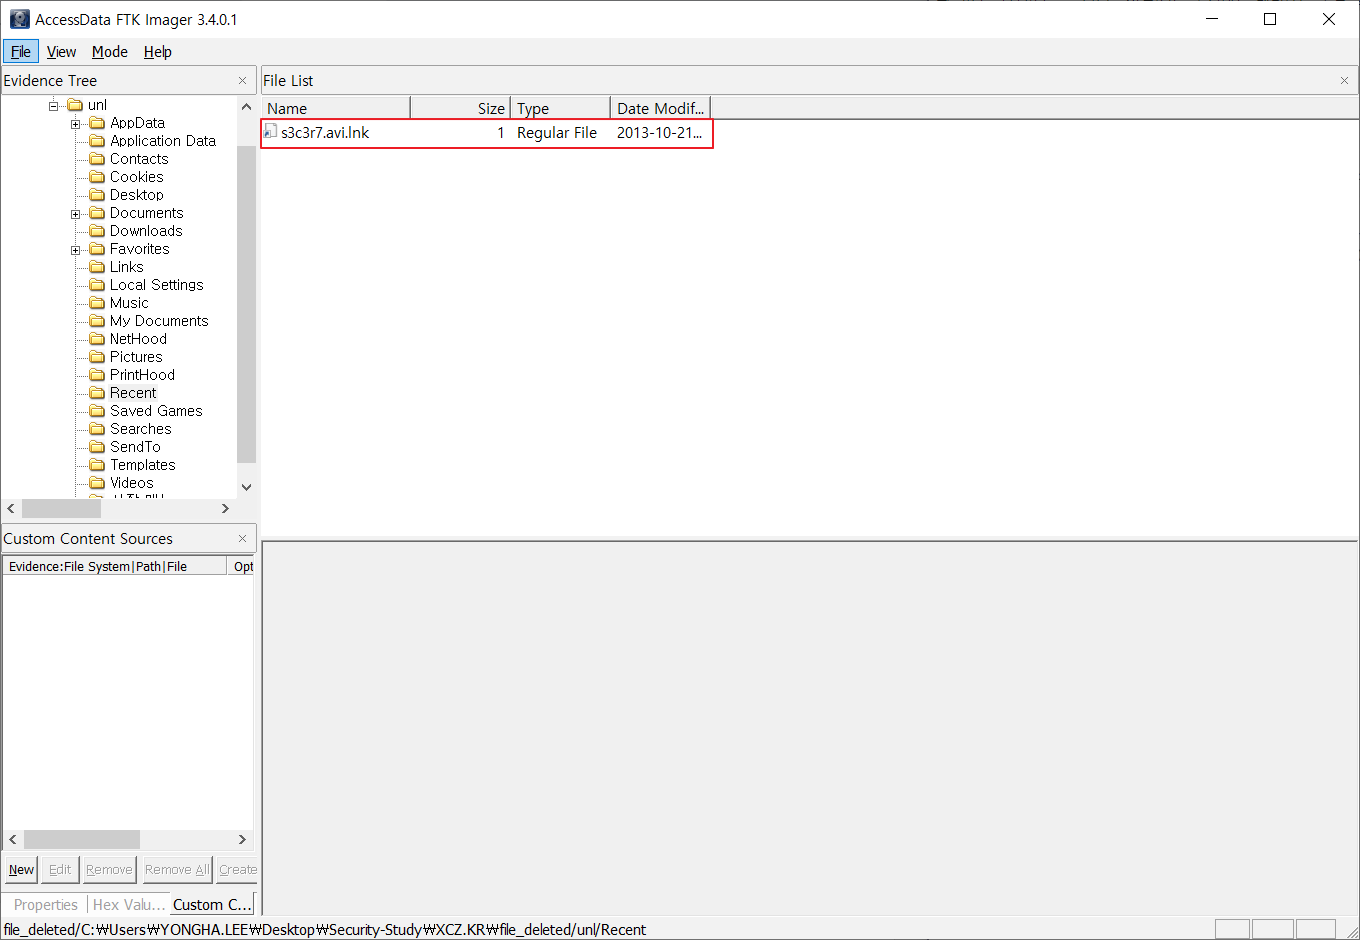 AccessData FTK Imager 3.4.0.1
File View Mode Help
Evidence Tree
unl
AppData
Application Data
Contacts
Cookies
Desktop
Documents
Downloads
Favorites
Links
Local Settings
Music
My Documents
NetHood
Pictures
PrintHood
Recent
Saved Games
Searches
SendTo
Templates
Videos
Custom Content Sources
Evidence:File System|Path|File Opt
New Edit Remove Remove All Create
Properties Hex Valu... Custom C...
File List
Name Size Type Date Modif...
s3c3r7.avi.lnk 1 Regular File 2013-10-21...
file_deleted/C:₩Users₩YONGHA.LEE₩Desktop₩Security-Study₩XCZ.KR₩file_deleted/unl/Recent